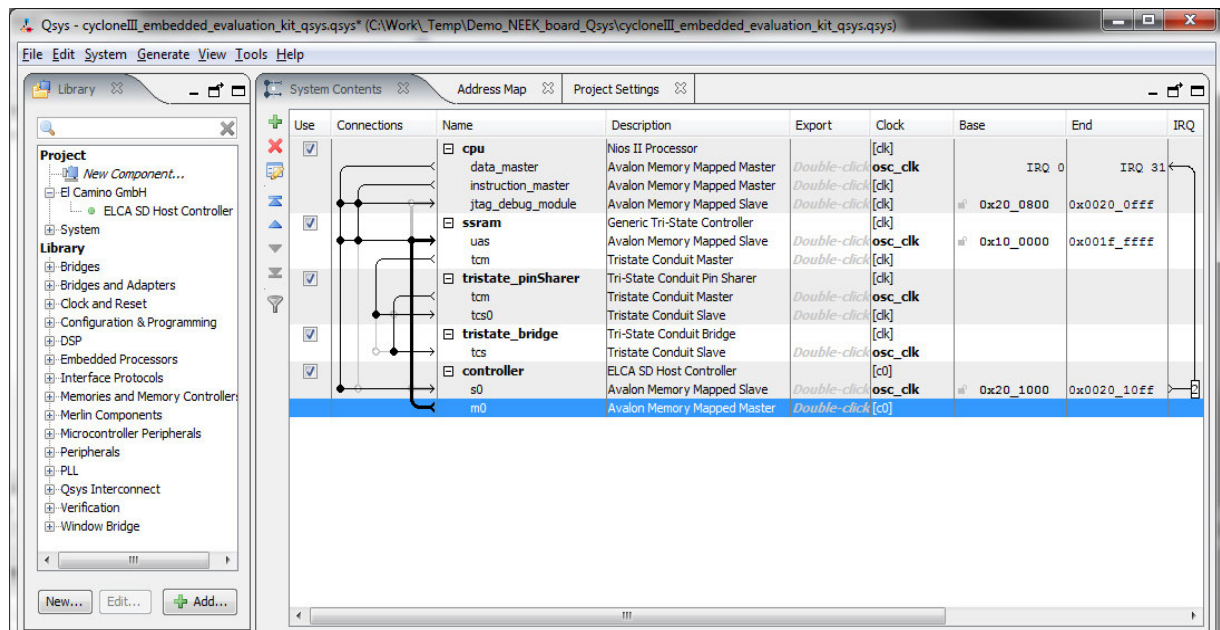 Qsys - cycloneIII_embedded_evaluation_kit_qsys.qsys* (C:\Work\_Temp\Demo_NEEK_board_Qsys\cycloneIII_embedded_evaluation_kit_qsys.qsys)
File Edit System Generate View Tools Help
Library
System Contents Address Map Project Settings
Use Connections Name Description Export Clock Base End IRQ
Project
New Component...
El Camino GmbH
ELCA SD Host Controller
System
Library
Bridges
Bridges and Adapters
Clock and Reset
Configuration & Programming
DSP
Embedded Processors
Interface Protocols
Memories and Memory Controllers
Merlin Components
Microcontroller Peripherals
Peripherals
PLL
Qsys Interconnect
Verification
Window Bridge
New... Edit... Add...
cpu Nios II Processor [clk]
data_master Avalon Memory Mapped Master Double-click osc_clk IRQ 0 IRQ 31
instruction_master Avalon Memory Mapped Master Double-click [clk]
jtag_debug_module Avalon Memory Mapped Slave Double-click [clk] 0x20_0800 0x0020_0fff
ssram Generic Tri-State Controller [clk]
uas Avalon Memory Mapped Slave Double-click osc_clk 0x10_0000 0x001f_ffff
tcm Tristate Conduit Master Double-click [clk]
tristate_pinSharer Tri-State Conduit Pin Sharer [clk]
tcm Tristate Conduit Master Double-click osc_clk
tcs0 Tristate Conduit Slave Double-click [clk]
tristate_bridge Tri-State Conduit Bridge [clk]
tcs Tristate Conduit Slave Double-click osc_clk
controller ELCA SD Host Controller [c0]
s0 Avalon Memory Mapped Slave Double-click osc_clk 0x20_1000 0x0020_10ff 2
m0 Avalon Memory Mapped Master Double-click [c0]